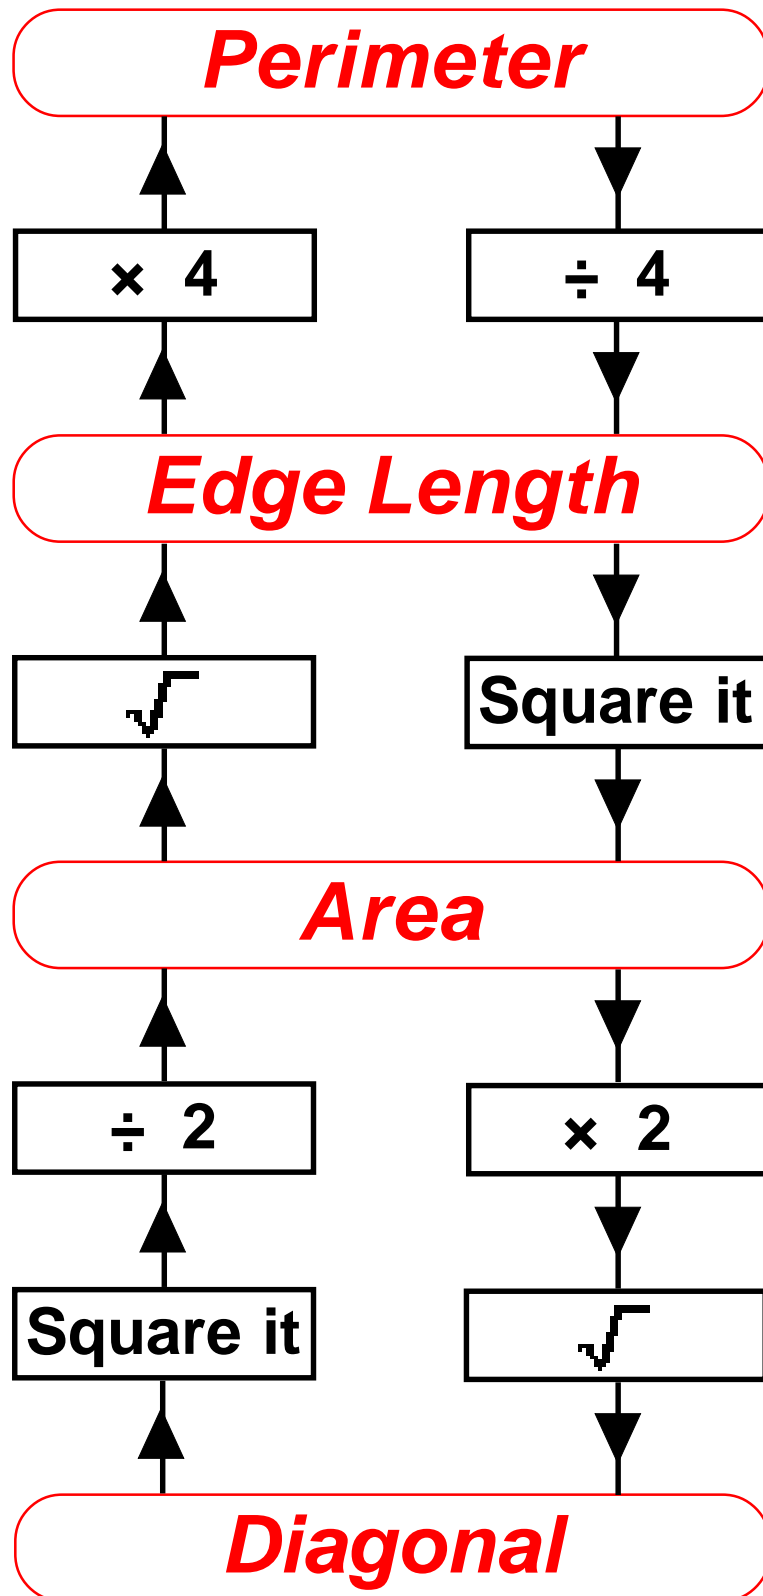 Perimeter
× 4
÷ 4
Edge Length
√
Square it
Area
÷ 2
× 2
Square it
√
Diagonal